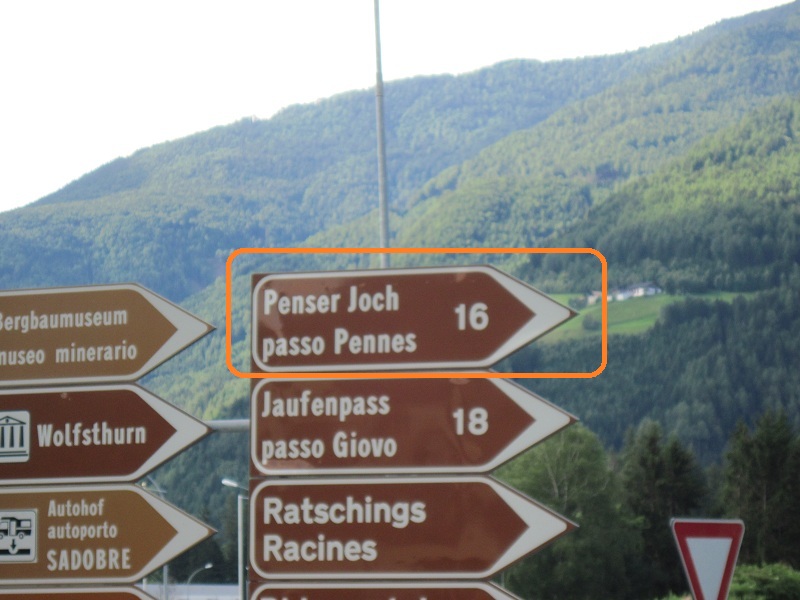 Bergbaumuseum
museo minerario
Wolfsthurn
Autohof
autoporto
SADOBRE
Penser Joch
passo Pennes
16
Jaufenpass
passo Giovo
18
Ratschings
Racines